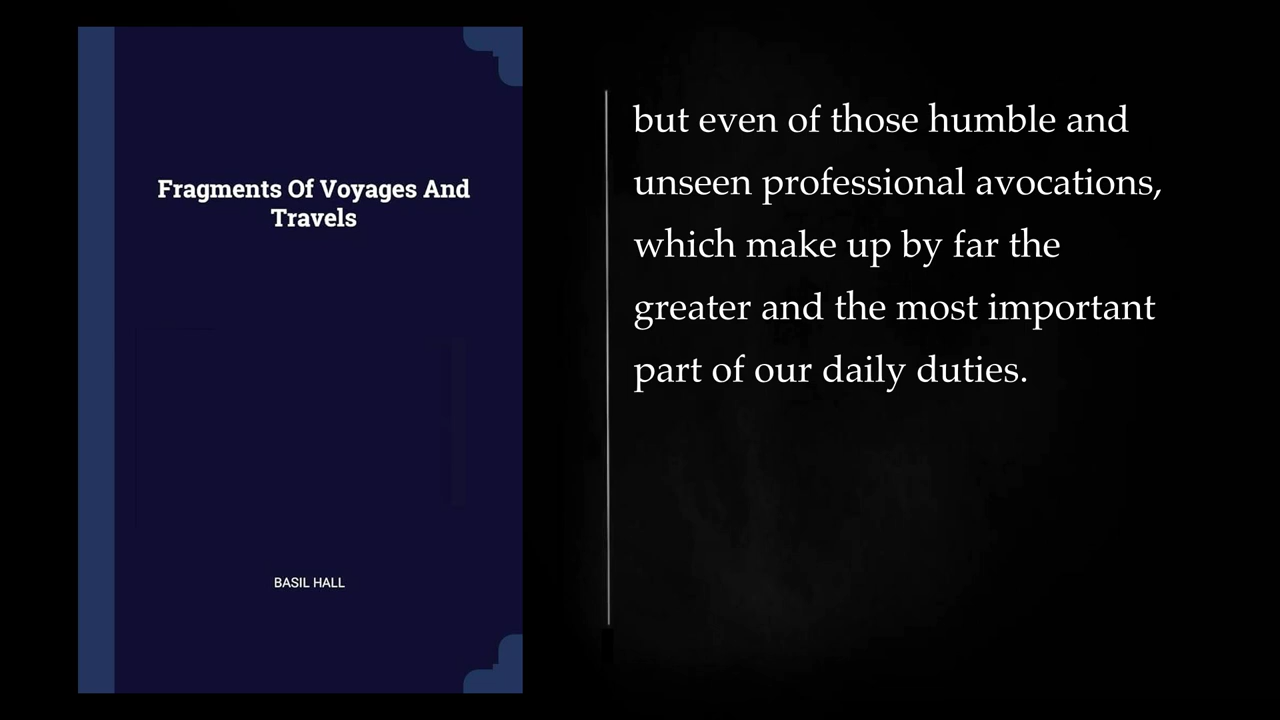 Fragments Of Voyages And
Travels
BASIL HALL
but even of those humble and
unseen professional avocations,
which make up by far the
greater and the most important
part of our daily duties.